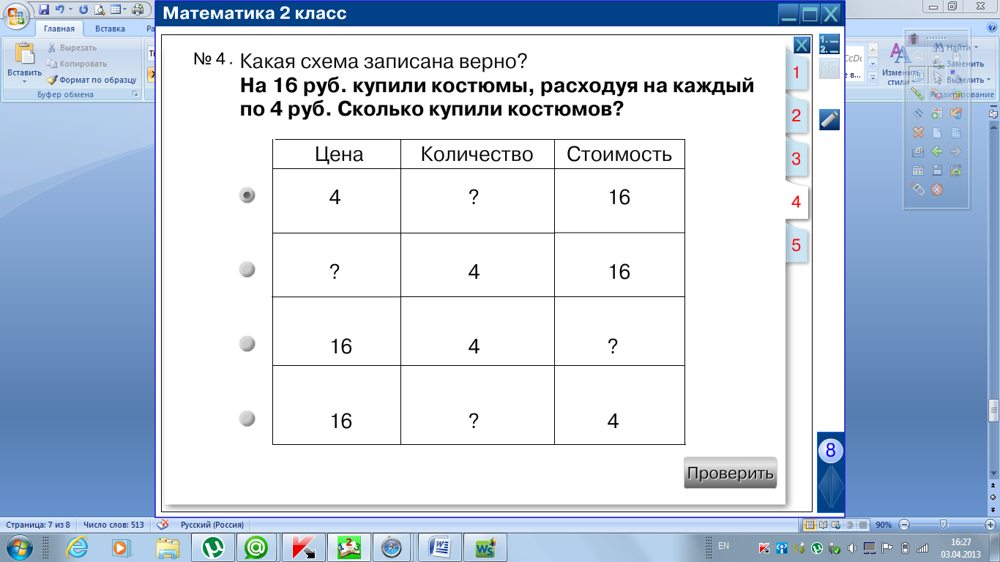 Математика 2 класс
Главная Вставка
Вырезать
Копировать
Формат по образцу
Вставить
Буфер обмена
№ 4. Какая схема записана верно?
На 16 руб. купили костюмы, расходуя на каждый
по 4 руб. Сколько купили костюмов?
Цена Количество Стоимость
4 ? 16
? 4 16
16 4 ?
16 ? 4
Проверить
1
2
3
4
5
8
Найти
Заменить
Выделить
Изменить
стили
Редактирование
Страница: 7 из 8 Число слов: 513 Русский (Россия) 90%
EN 16:27
03.04.2013